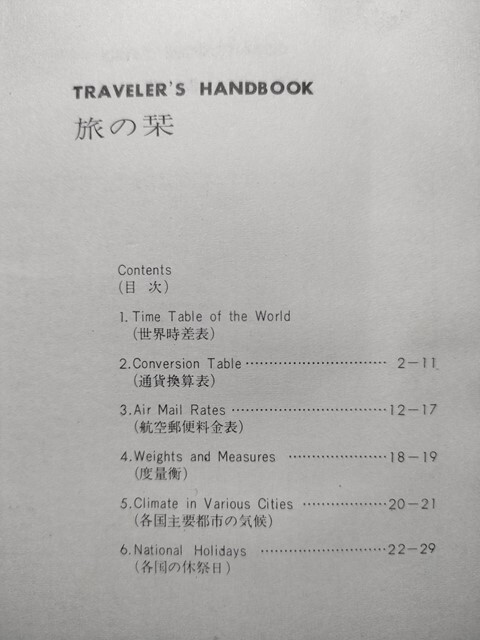 TRAVELER'S HANDBOOK
旅の栞
Contents
(目 次)
1. Time Table of the World
(世界時差表)
2. Conversion Table ………………………… 2−11
(通貨換算表)
3. Air Mail Rates …………………………… 12−17
(航空郵便料金表)
4. Weights and Measures ………………… 18−19
(度量衡)
5. Climate in Various Cities ……………… 20−21
(各国主要都市の気候)
6. National Holidays ……………………… 22−29
(各国の休祭日)